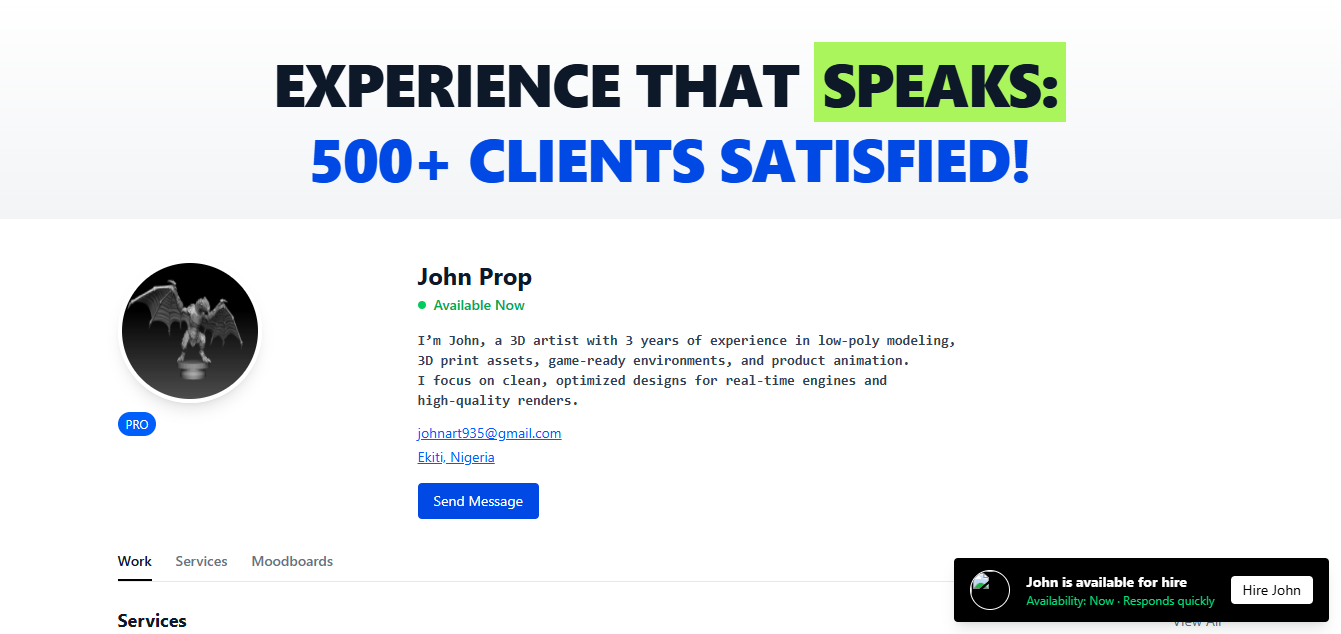 EXPERIENCE THAT SPEAKS:
500+ CLIENTS SATISFIED!
John Prop
Available Now
I’m John, a 3D artist with 3 years of experience in low-poly modeling,
3D print assets, game-ready environments, and product animation.
I focus on clean, optimized designs for real-time engines and
high-quality renders.
PRO
johnart935@gmail.com
Ekiti, Nigeria
Send Message
Work Services Moodboards
John is available for hire
Availability: Now · Responds quickly
Hire John
Services
View All